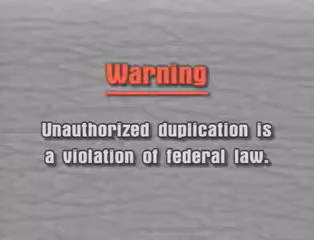 Warning
Unauthorized duplication is
a violation of federal law.